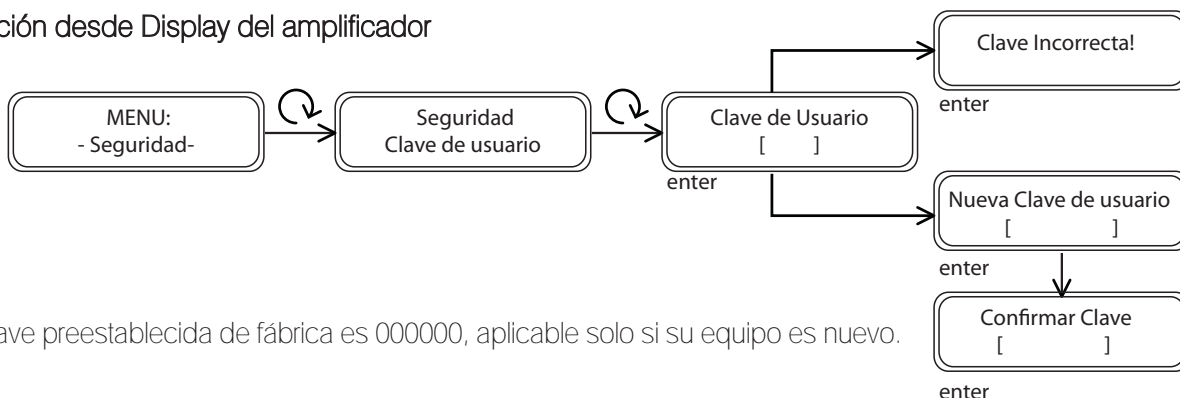 ción desde Display del amplificador
MENU:
- Seguridad-
Seguridad
Clave de usuario
Clave de Usuario
[ ]
enter
Clave Incorrecta!
enter
Nueva Clave de usuario
[ ]
enter
Confirmar Clave
[ ]
enter
ave preestablecida de fábrica es 000000, aplicable solo si su equipo es nuevo.